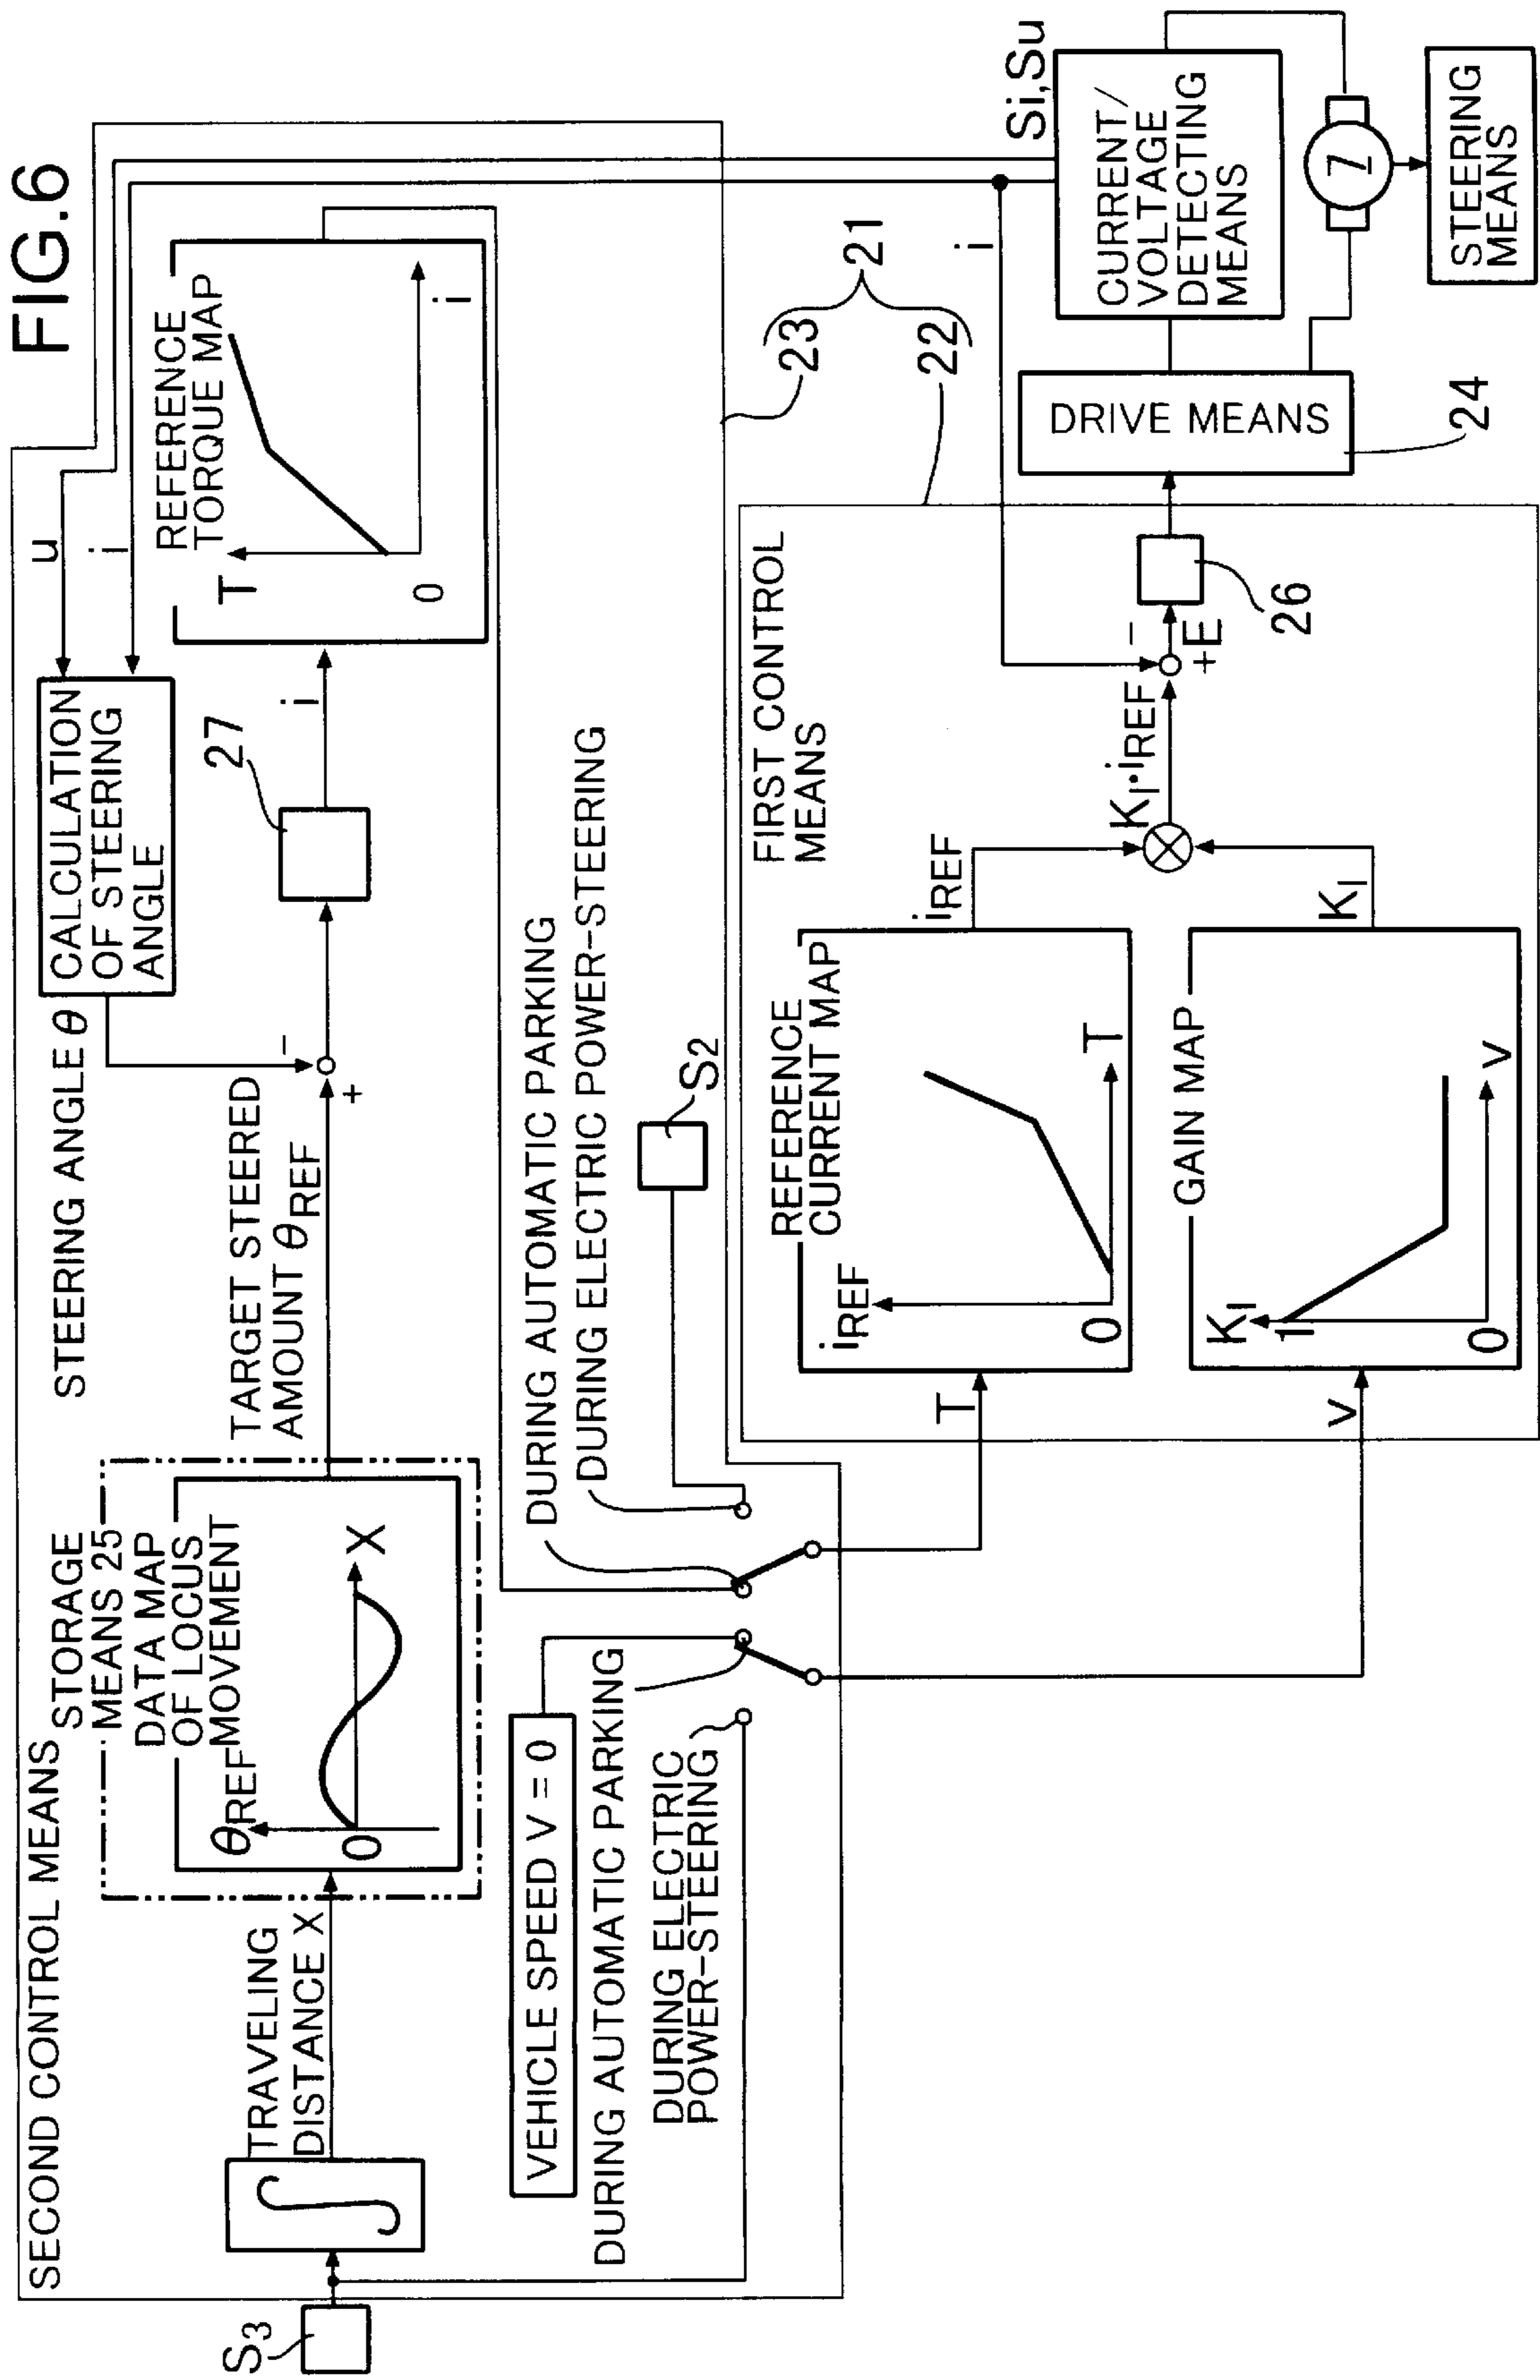 FIG.6
SECOND CONTROL MEANS
STORAGE
MEANS 25
DATA MAP
OF LOCUS
MOVEMENT
θREF
0
X
S3
TRAVELING
DISTANCE X
STEERING ANGLE θ
TARGET STEERED
AMOUNT θREF
+
−
CALCULATION
OF STEERING
ANGLE
u
i
27
i
REFERENCE
TORQUE MAP
T
0
i
VEHICLE SPEED V = 0
DURING AUTOMATIC PARKING
DURING ELECTRIC
POWER-STEERING
DURING AUTOMATIC PARKING
DURING ELECTRIC POWER-STEERING
S2
23
21
22
FIRST CONTROL
MEANS
T
REFERENCE
CURRENT MAP
iREF
0
T
iREF
V
GAIN MAP
KI
1
0
V
KI
KI·iREF
−
+E
26
i
DRIVE MEANS
24
Si,Su
CURRENT/
VOLTAGE
DETECTING
MEANS
7
STEERING
MEANS